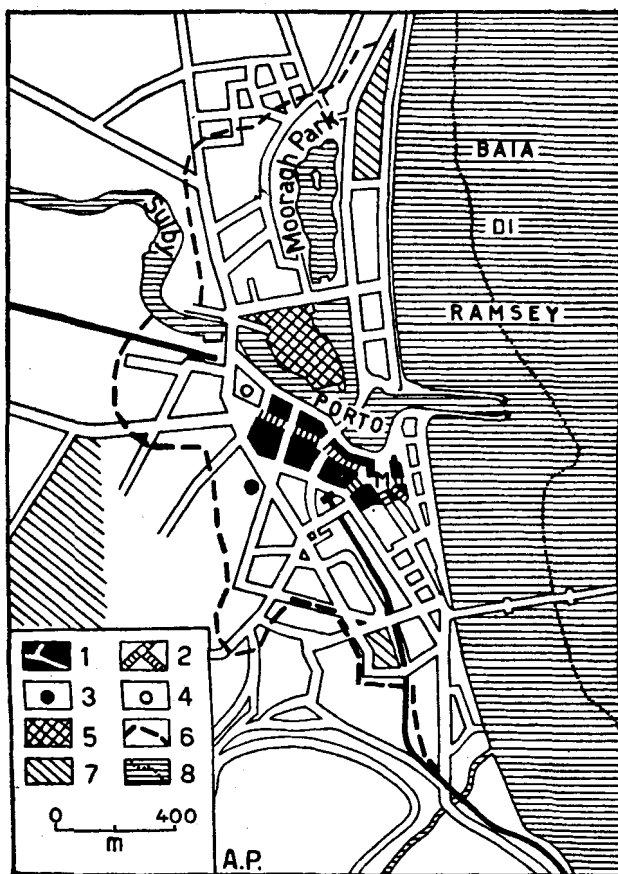 Mooragh Park
BAIA
DI
RAMSEY
Sulby
PORTO
M
1 2
3 4
5 6
7 8
0 400
m
A.P.